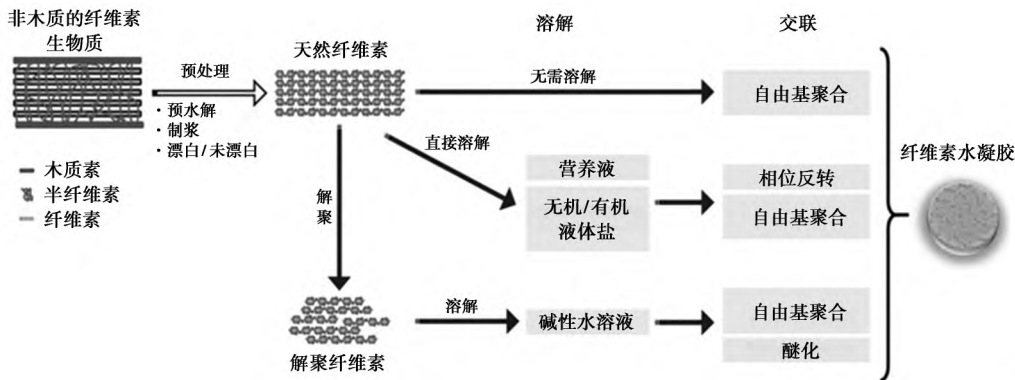 非木质的纤维素
生物质
预处理
·预水解
·制浆
·漂白/未漂白
木质素
半纤维素
纤维素
天然纤维素
解
聚
解聚纤维素
溶解
交联
无需溶解
自由基聚合
直接溶解
营养液
无机/有机
液体盐
相位反转
自由基聚合
溶解
碱性水溶液
自由基聚合
醚化
纤维素水凝胶